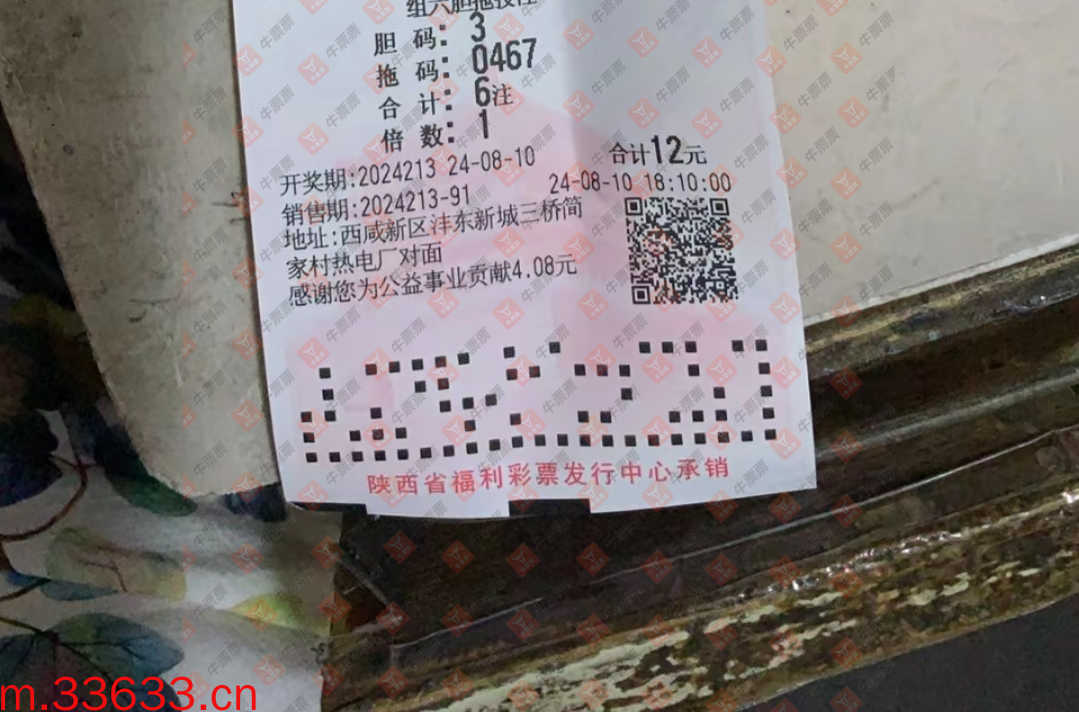 组六胆拖投注
胆 码: 3
拖 码: 0467
合 计: 6注
倍 数: 1
合计12元
开奖期:2024213 24-08-10
销售期:2024213-91 24-08-10 18:10:00
地址:西咸新区沣东新城三桥简
家村热电厂对面
感谢您为公益事业贡献4.08元
陕西省福利彩票发行中心承销
牛票票
m.33633.cn